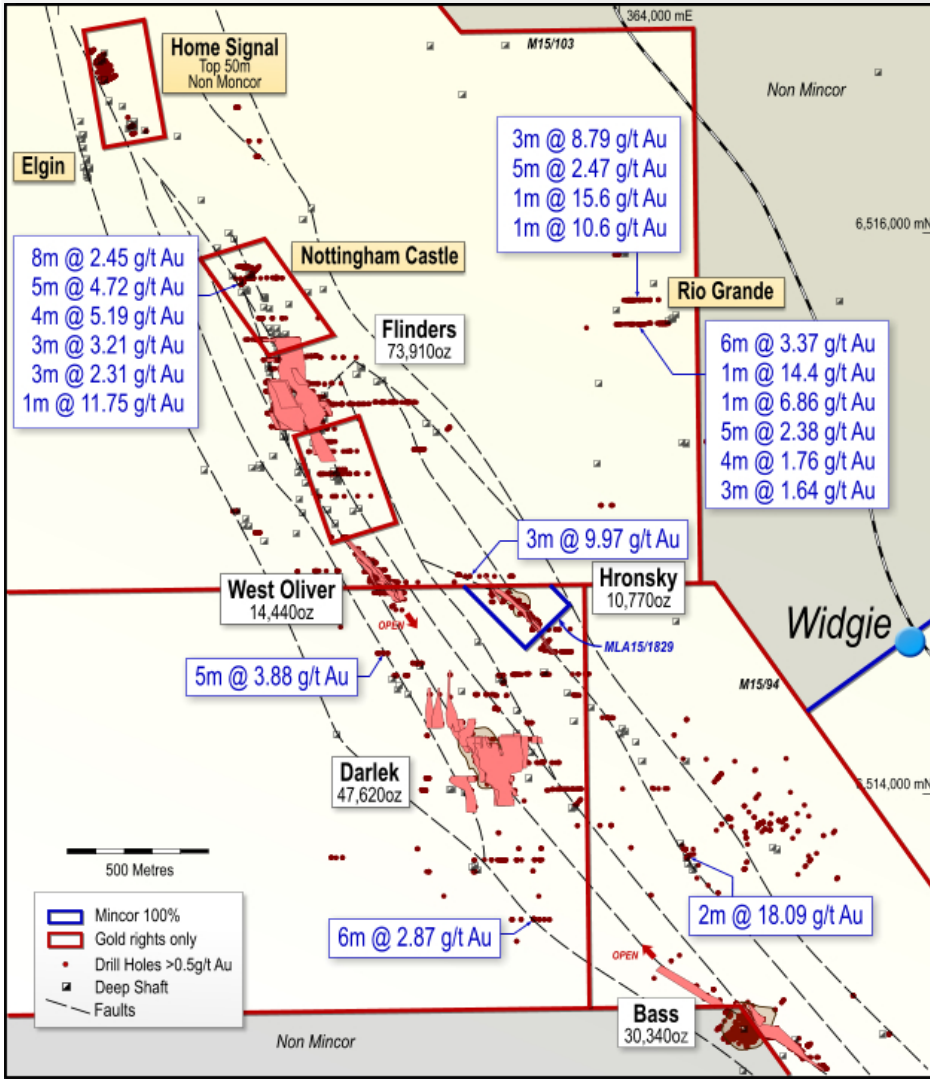 364,000 mE
M15/103
Home Signal
Top 50m
Non Moncor
Non Mincor
3m @ 8.79 g/t Au
5m @ 2.47 g/t Au
1m @ 15.6 g/t Au
1m @ 10.6 g/t Au
Elgin
6,516,000 mN
8m @ 2.45 g/t Au
5m @ 4.72 g/t Au
4m @ 5.19 g/t Au
3m @ 3.21 g/t Au
3m @ 2.31 g/t Au
1m @ 11.75 g/t Au
Nottingham Castle
Rio Grande
Flinders
73,910oz
6m @ 3.37 g/t Au
1m @ 14.4 g/t Au
1m @ 6.86 g/t Au
5m @ 2.38 g/t Au
4m @ 1.76 g/t Au
3m @ 1.64 g/t Au
3m @ 9.97 g/t Au
West Oliver
14,440oz
Hronsky
10,770oz
OPEN
Widgie
MLA15/1829
5m @ 3.88 g/t Au
M15/94
Darlek
47,620oz
6,514,000 mN
500 Metres
2m @ 18.09 g/t Au
6m @ 2.87 g/t Au
Mincor 100%
Gold rights only
Drill Holes >0.5g/t Au
Deep Shaft
Faults
OPEN
Bass
30,340oz
Non Mincor